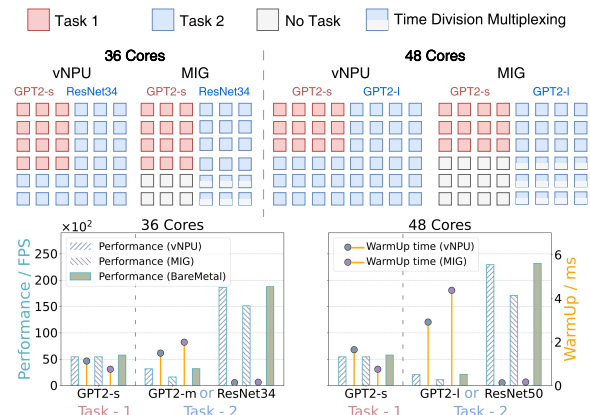 Task 1 Task 2 No Task Time Division Multiplexing
36 Cores 48 Cores
vNPU MIG vNPU MIG
GPT2-s ResNet34 GPT2-s ResNet34 GPT2-s GPT2-l GPT2-s GPT2-l
×10² 36 Cores 48 Cores
Performance / FPS
250
200
150
100
50
0
Performance (vNPU)
Performance (MIG)
Performance (BareMetal)
WarmUp time (vNPU)
WarmUp time (MIG)
6
4
2
0
WarmUp / ms
GPT2-s GPT2-m or ResNet34 GPT2-s GPT2-l or ResNet50
Task - 1 Task - 2 Task - 1 Task - 2